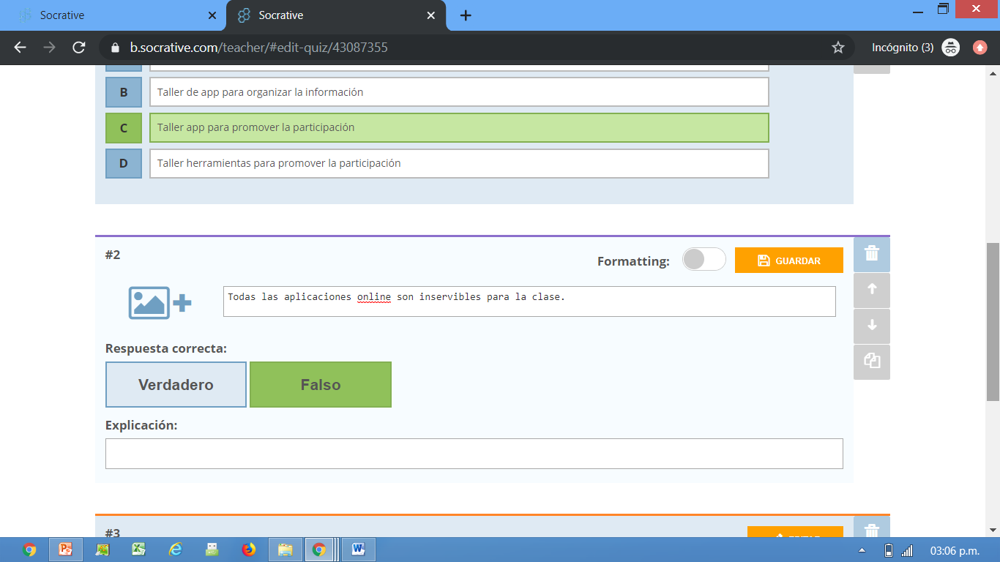 Socrative
Socrative
b.socrative.com/teacher/#edit-quiz/43087355
Incógnito (3)
B
Taller de app para organizar la información
C
Taller app para promover la participación
D
Taller herramientas para promover la participación
#2
Formatting:
GUARDAR
Todas las aplicaciones online son inservibles para la clase.
Respuesta correcta:
Verdadero
Falso
Explicación:
#3
03:06 p.m.